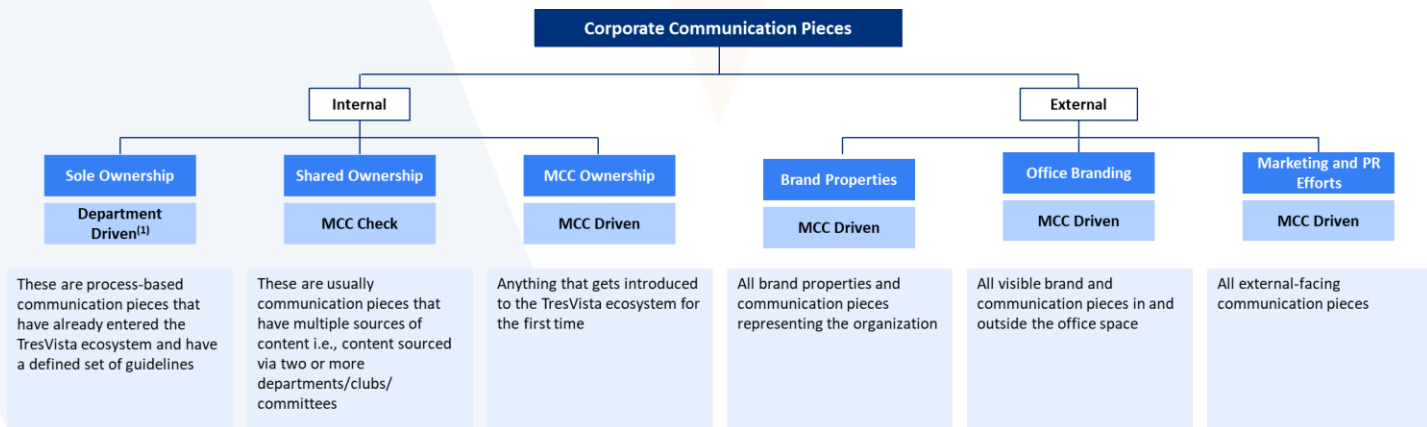 Corporate Communication Pieces
Internal
External
Sole Ownership
Shared Ownership
MCC Ownership
Brand Properties
Office Branding
Marketing and PR
Efforts
Department
Driven(1)
MCC Check
MCC Driven
MCC Driven
MCC Driven
MCC Driven
These are process-based
communication pieces that
have already entered the
TresVista ecosystem and have
a defined set of guidelines
These are usually
communication pieces that
have multiple sources of
content i.e., content sourced
via two or more
departments/clubs/
committees
Anything that gets introduced
to the TresVista ecosystem for
the first time
All brand properties and
communication pieces
representing the organization
All visible brand and
communication pieces in and
outside the office space
All external-facing
communication pieces